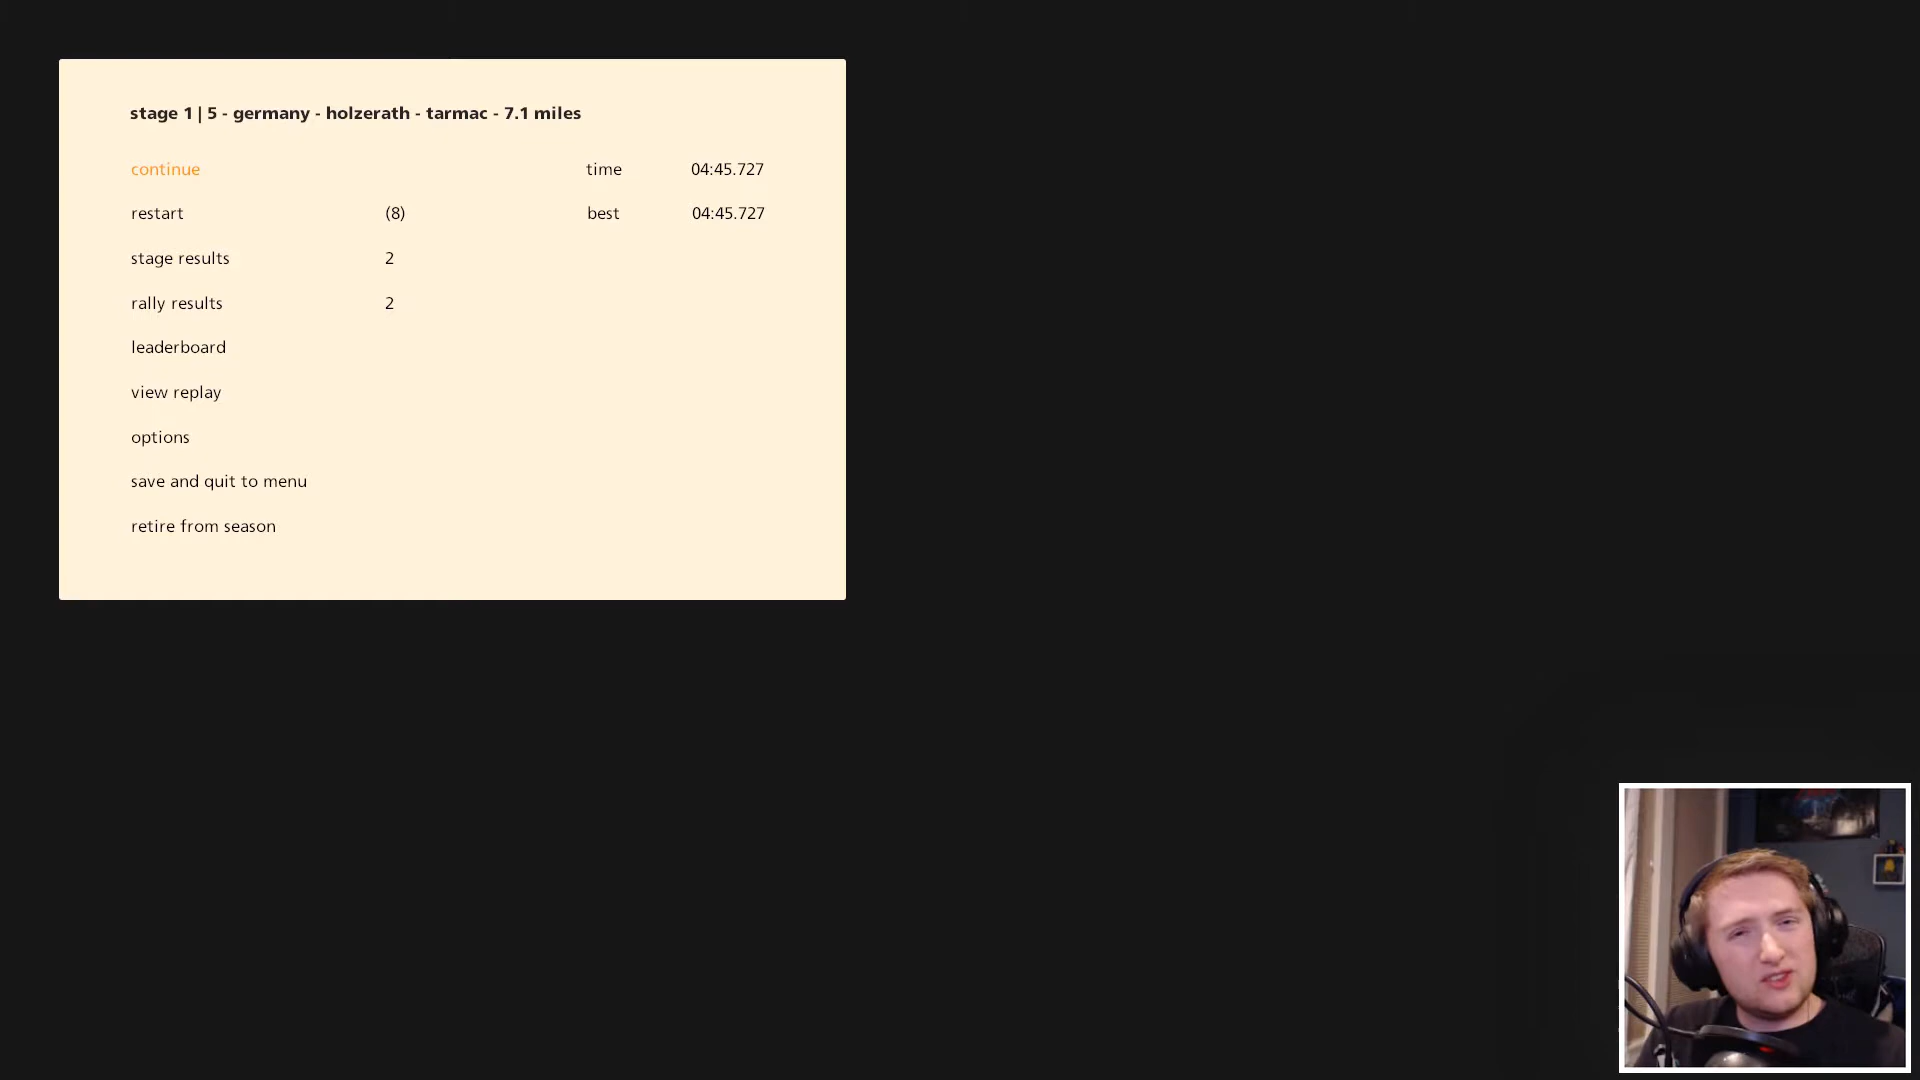 stage 1 | 5 - germany - holzerath - tarmac - 7.1 miles
continue time 04:45.727
restart (8) best 04:45.727
stage results 2
rally results 2
leaderboard
view replay
options
save and quit to menu
retire from season